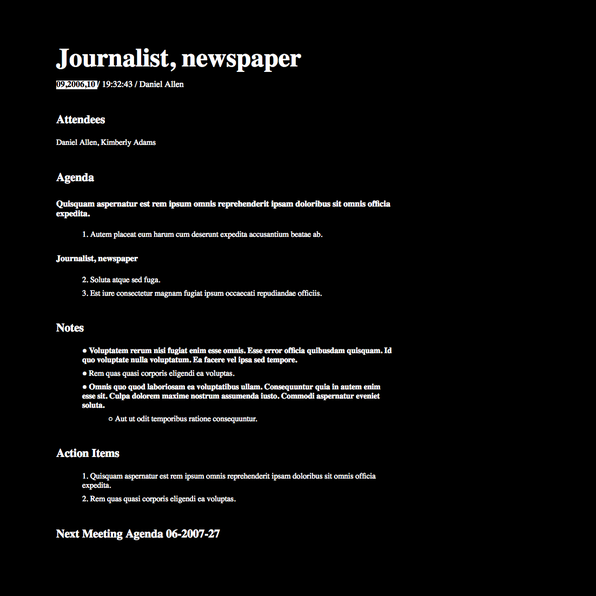 Journalist, newspaper
09,2006,10 / 19:32:43 / Daniel Allen
Attendees
Daniel Allen, Kimberly Adams
Agenda
Quisquam aspernatur est rem ipsum omnis reprehenderit ipsam doloribus sit omnis officia
expedita.
1. Autem placeat eum harum cum deserunt expedita accusantium beatae ab.
Journalist, newspaper
2. Soluta atque sed fuga.
3. Est iure consectetur magnam fugiat ipsum occaecati repudiandae officiis.
Notes
● Voluptatem rerum nisi fugiat enim esse omnis. Esse error officia quibusdam quisquam. Id
quo voluptate nulla voluptatum. Ea facere vel ipsa sed tempore.
● Rem quas quasi corporis eligendi ea voluptas.
● Omnis quo quod laboriosam ea voluptatibus ullam. Consequuntur quia in autem enim
esse sit. Culpa dolorem maxime nostrum assumenda iusto. Commodi aspernatur eveniet
soluta.
○ Aut ut odit temporibus ratione consequuntur.
Action Items
1. Quisquam aspernatur est rem ipsum omnis reprehenderit ipsam doloribus sit omnis officia
expedita.
2. Rem quas quasi corporis eligendi ea voluptas.
Next Meeting Agenda 06-2007-27